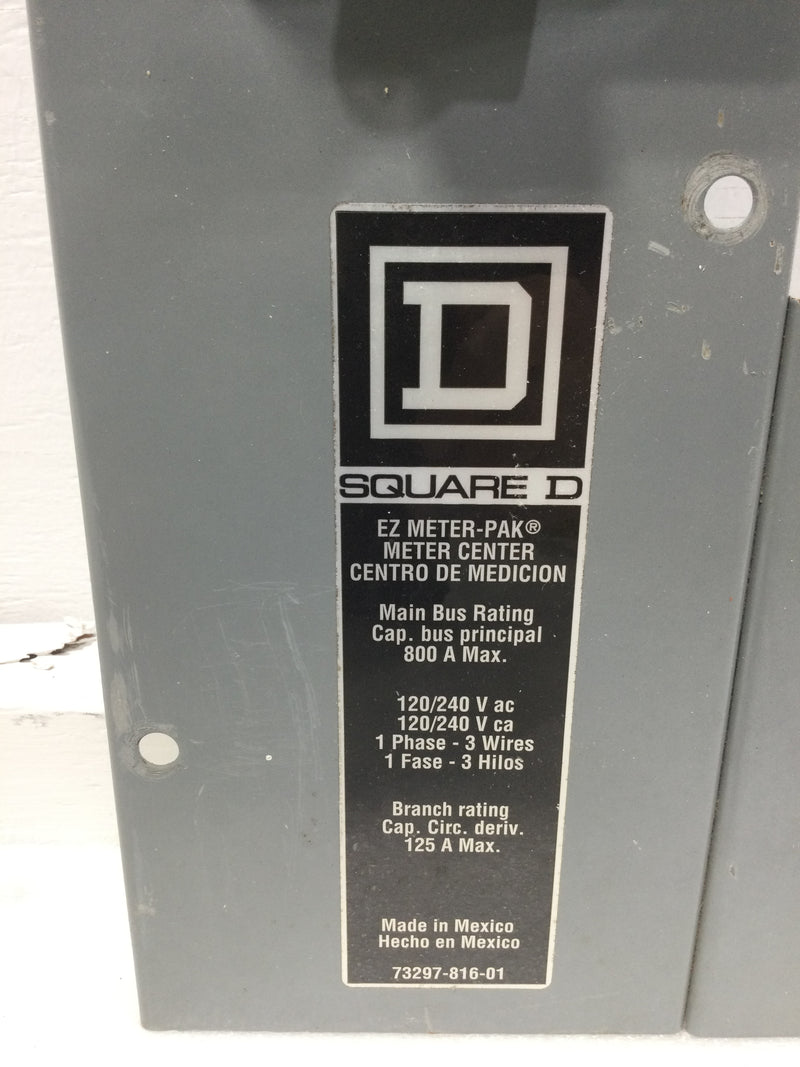 D
SQUARE D
EZ METER-PAK®
METER CENTER
CENTRO DE MEDICION
Main Bus Rating
Cap. bus principal
800 A Max.
120/240 V ac
120/240 V ca
1 Phase - 3 Wires
1 Fase - 3 Hilos
Branch rating
Cap. Circ. deriv.
125 A Max.
Made in Mexico
Hecho en Mexico
73297-816-01